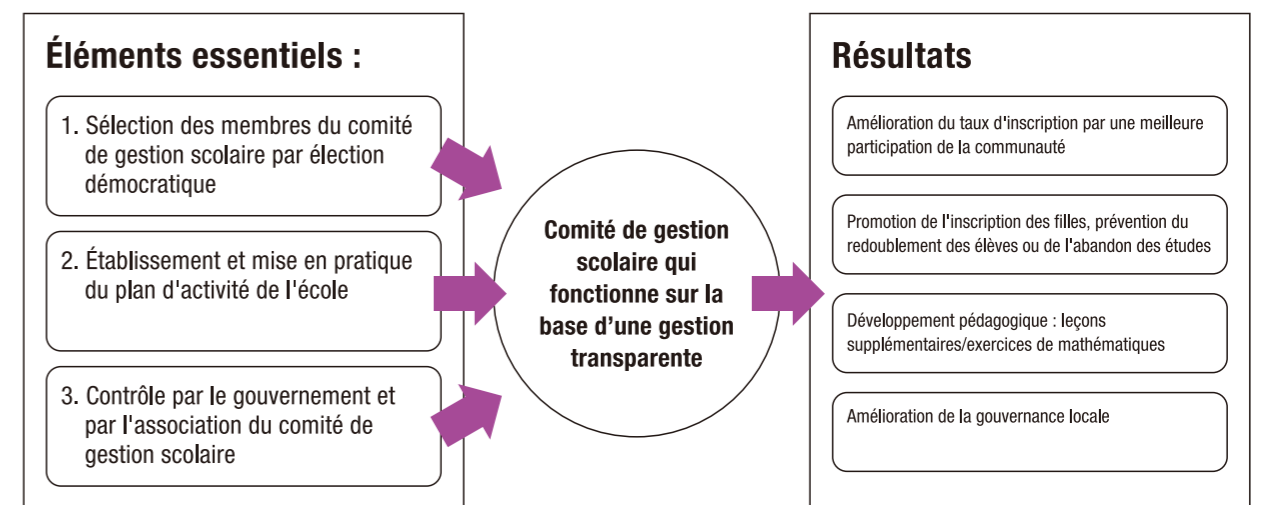 Éléments essentiels :
1. Sélection des membres du comité
de gestion scolaire par élection
démocratique
2. Établissement et mise en pratique
du plan d'activité de l'école
3. Contrôle par le gouvernement et
par l'association du comité de
gestion scolaire
Comité de gestion
scolaire qui
fonctionne sur la
base d’une gestion
transparente
Résultats
Amélioration du taux d'inscription par une meilleure
participation de la communauté
Promotion de l'inscription des filles, prévention du
redoublement des élèves ou de l'abandon des études
Développement pédagogique : leçons
supplémentaires/exercices de mathématiques
Amélioration de la gouvernance locale